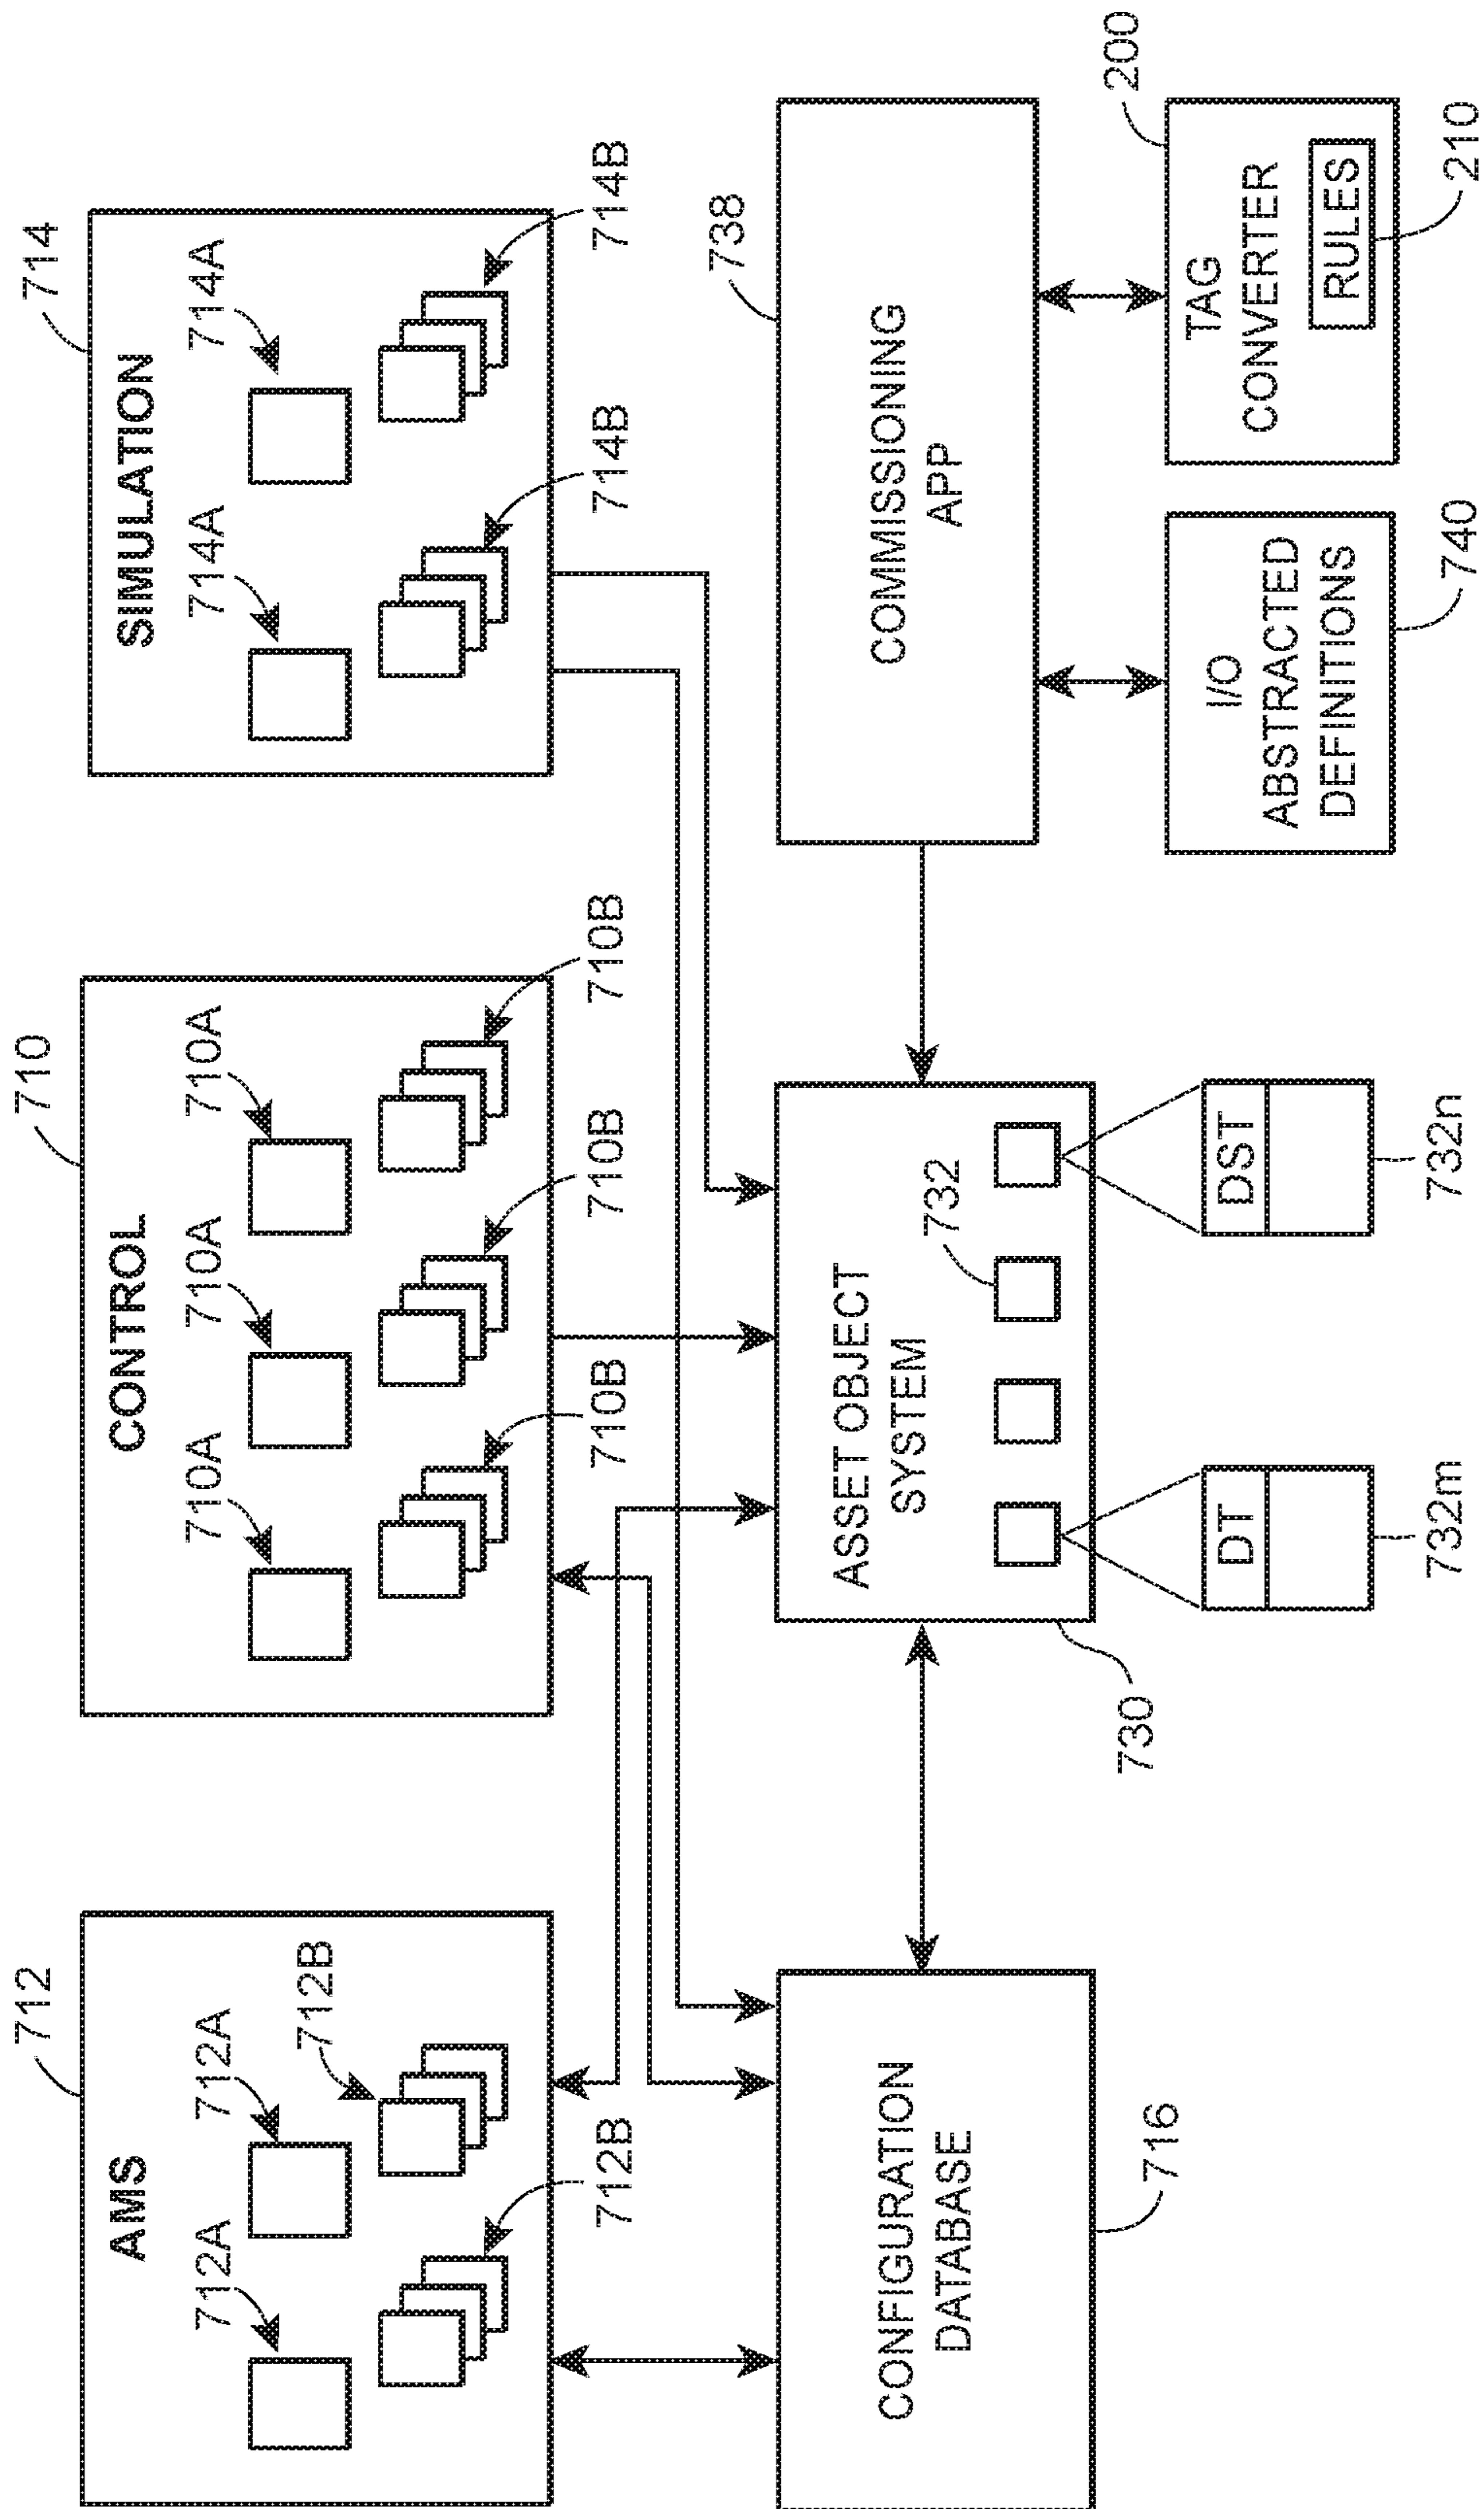 712
AMS
712A
712A
712B
712B
710
CONTROL
710A
710A
710A
710B
710B
710B
714
SIMULATION
714A
714A
714B
714B
CONFIGURATION
DATABASE
716
ASSET OBJECT
SYSTEM
732
730
DT
732m
DST
732n
738
COMMISSIONING
APP
I/O
ABSTRACTED
DEFINITIONS
740
200
TAG
CONVERTER
RULES
210